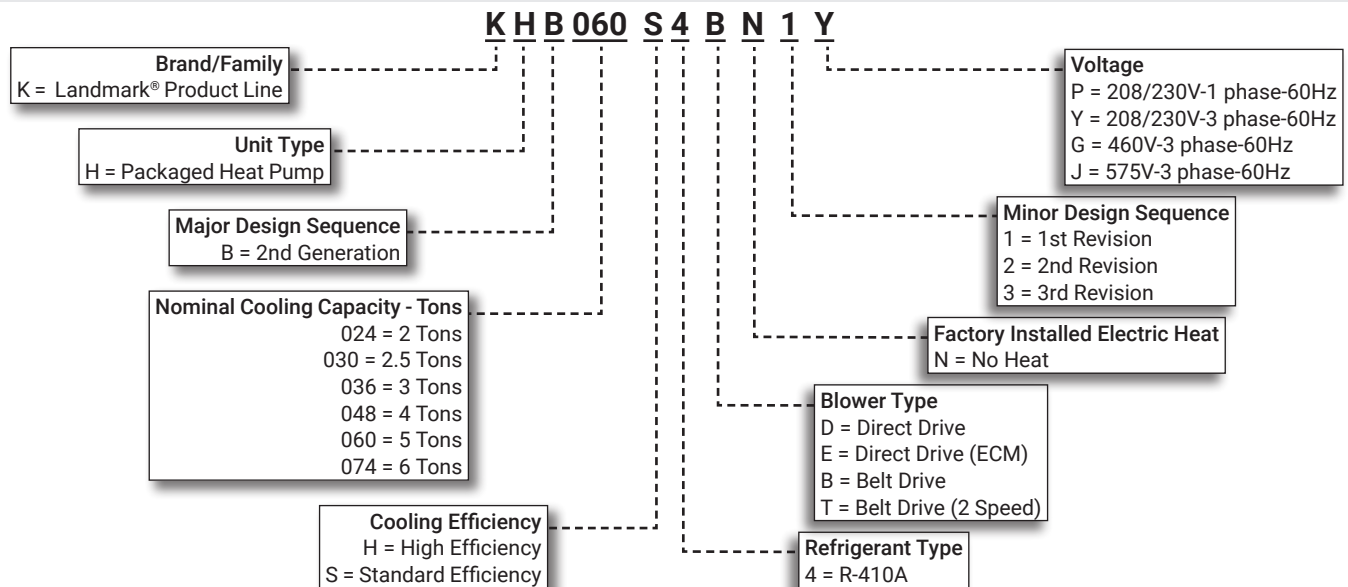 K H B 060 S 4 B N 1 Y
Brand/Family
K = Landmark® Product Line
Unit Type
H = Packaged Heat Pump
Major Design Sequence
B = 2nd Generation
Nominal Cooling Capacity - Tons
024 = 2 Tons
030 = 2.5 Tons
036 = 3 Tons
048 = 4 Tons
060 = 5 Tons
074 = 6 Tons
Cooling Efficiency
H = High Efficiency
S = Standard Efficiency
Voltage
P = 208/230V-1 phase-60Hz
Y = 208/230V-3 phase-60Hz
G = 460V-3 phase-60Hz
J = 575V-3 phase-60Hz
Minor Design Sequence
1 = 1st Revision
2 = 2nd Revision
3 = 3rd Revision
Factory Installed Electric Heat
N = No Heat
Blower Type
D = Direct Drive
E = Direct Drive (ECM)
B = Belt Drive
T = Belt Drive (2 Speed)
Refrigerant Type
4 = R-410A